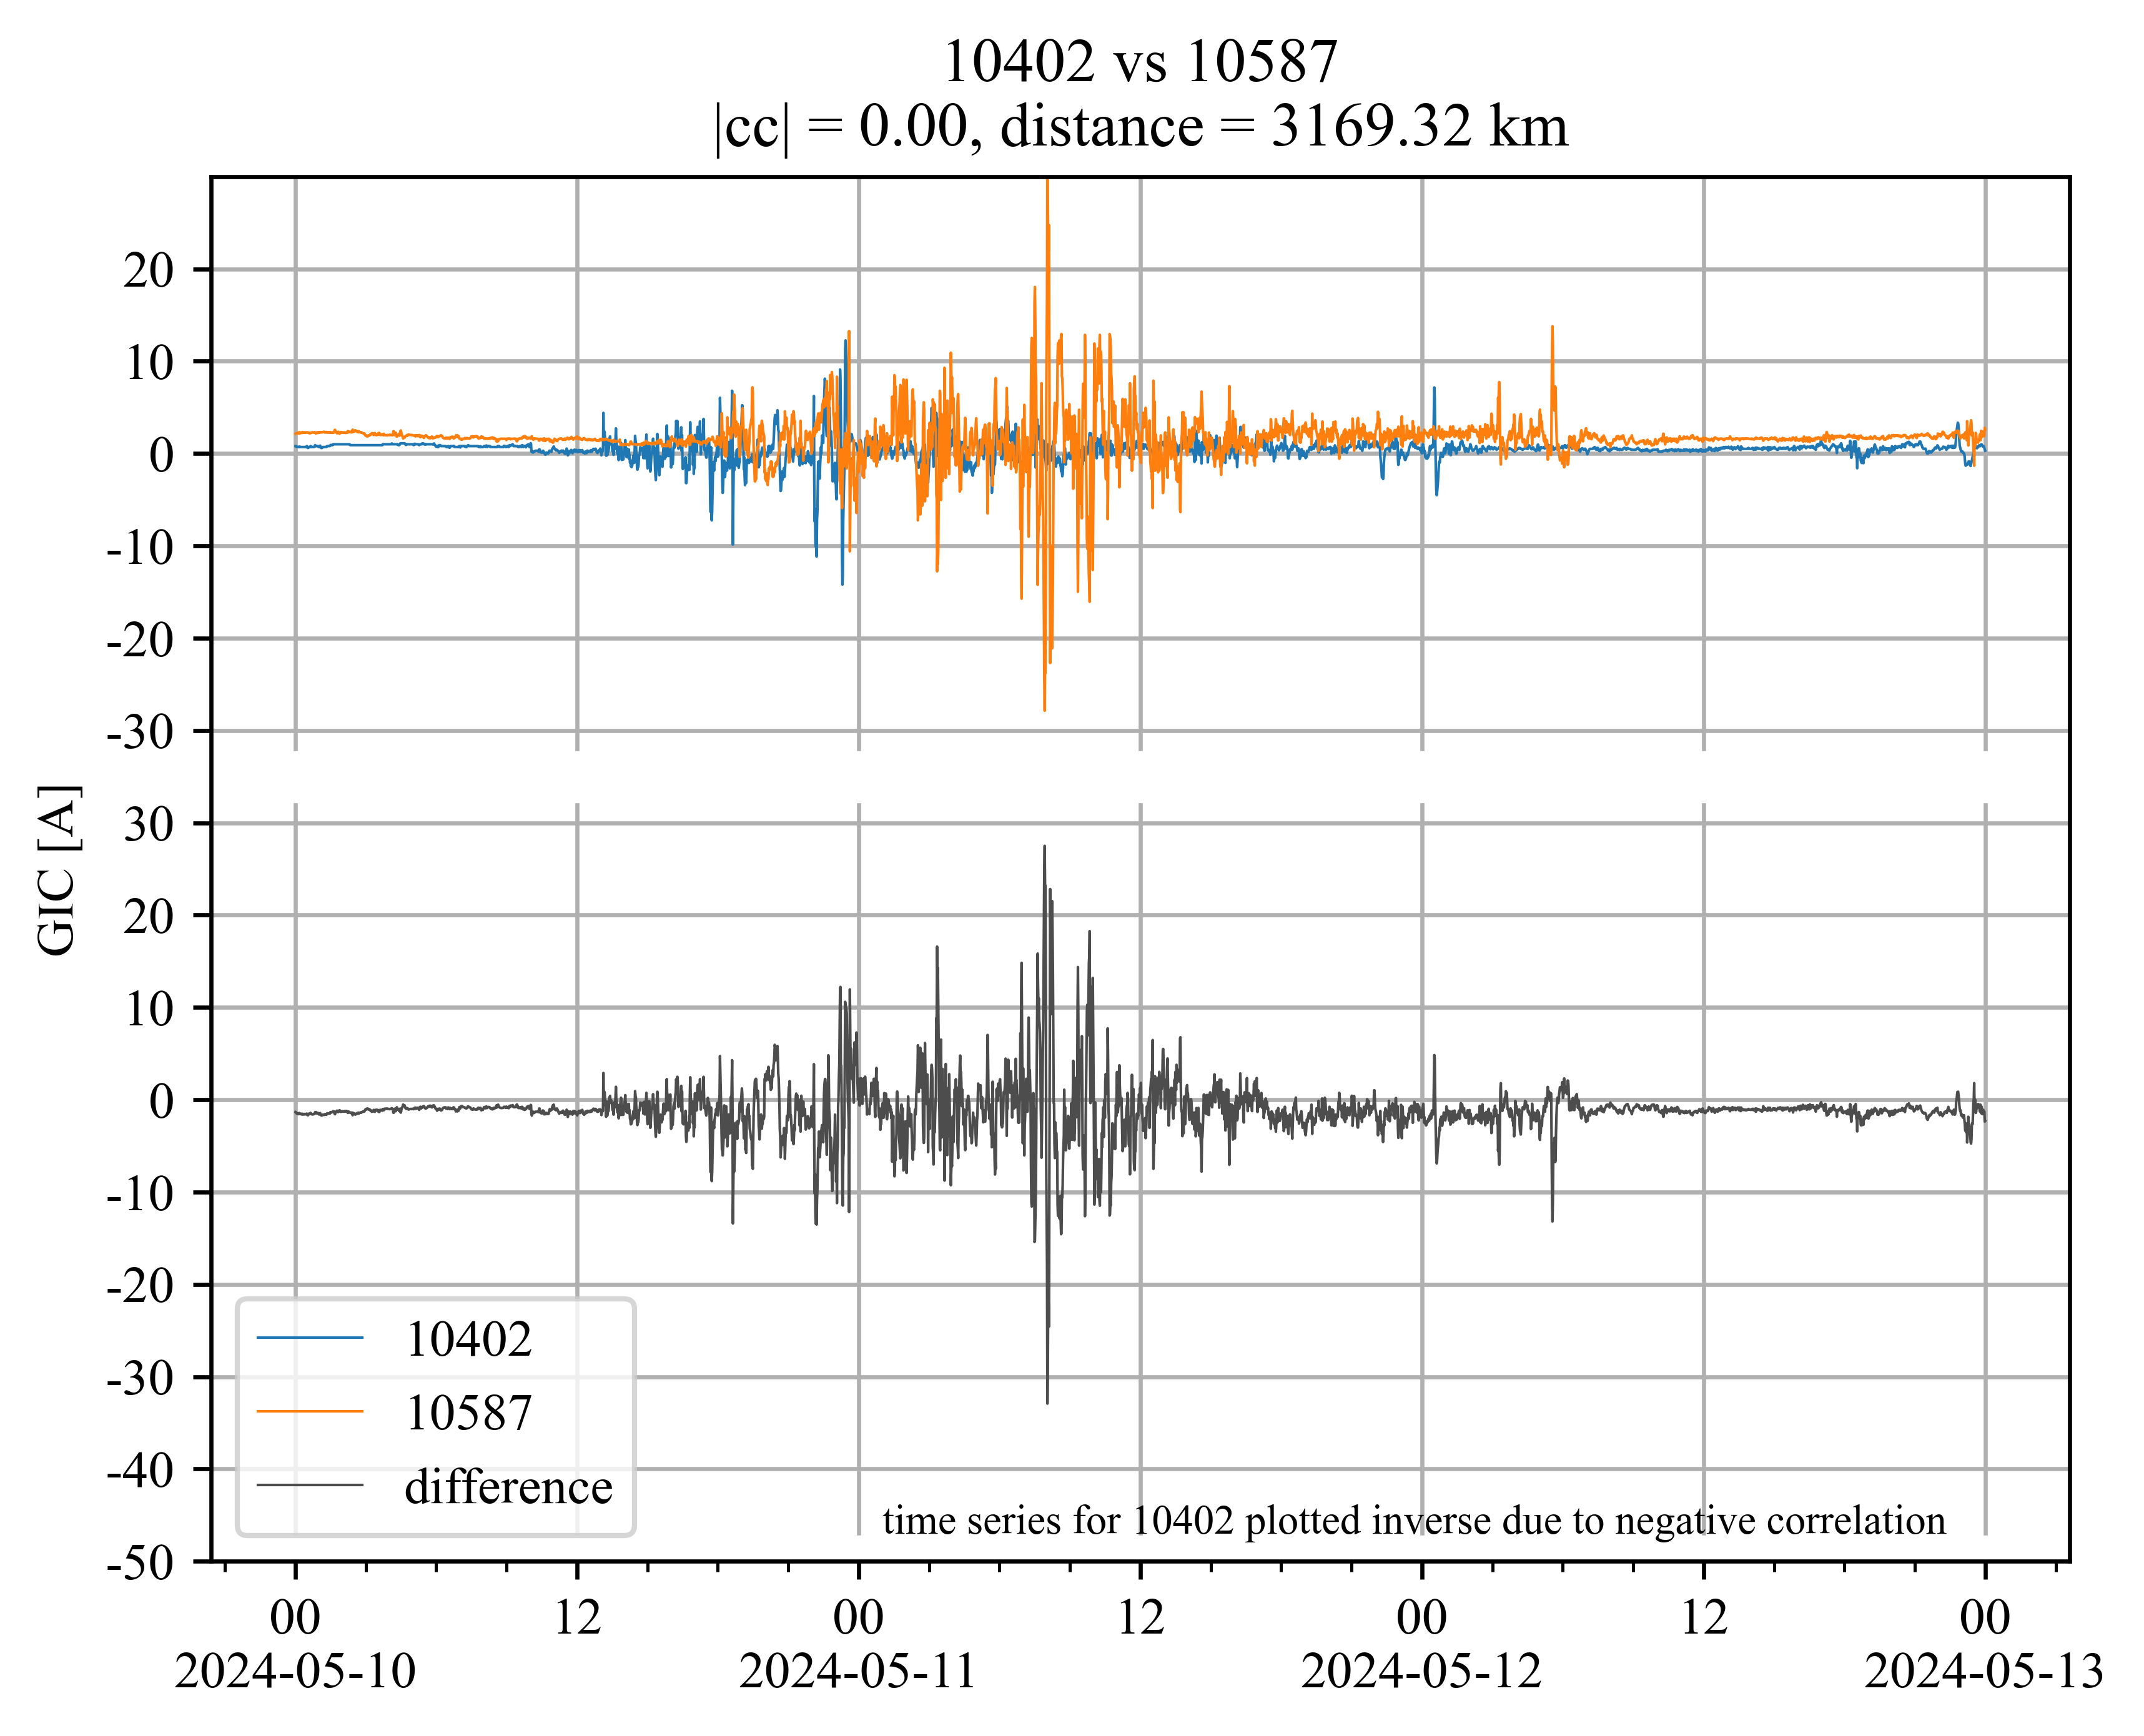 10402 vs 10587
|cc| = 0.00, distance = 3169.32 km
20
10
0
-10
-20
-30
30
20
10
0
-10
-20
-30
-40
-50
GIC [A]
10402
10587
difference
time series for 10402 plotted inverse due to negative correlation
00 12 00 12 00 12 00
2024-05-10 2024-05-11 2024-05-12 2024-05-13